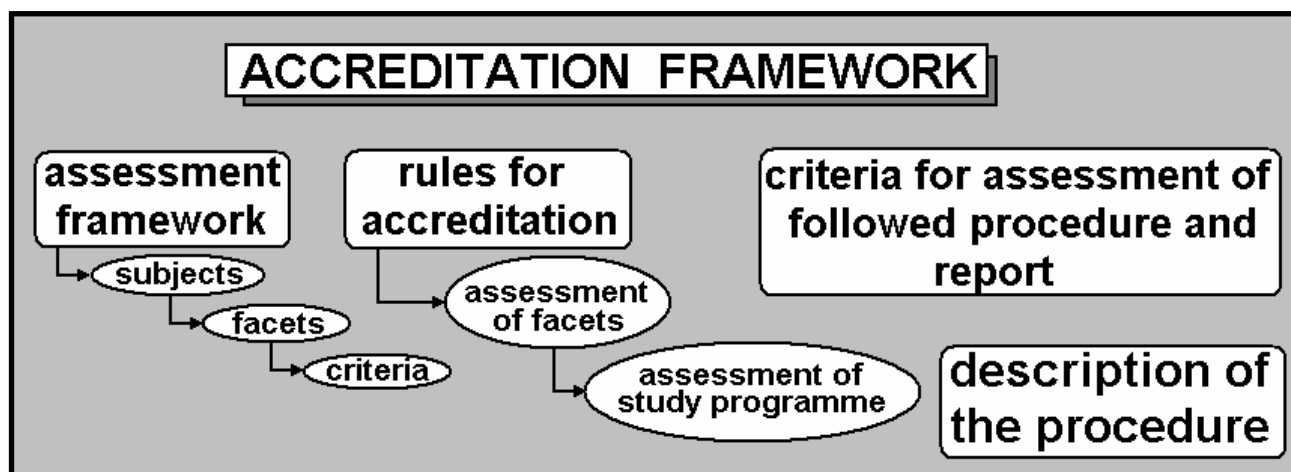 ACCREDITATION FRAMEWORK
assessment
framework
subjects
facets
criteria
rules for
accreditation
assessment
of facets
assessment of
study programme
criteria for assessment of
followed procedure and
report
description of
the procedure